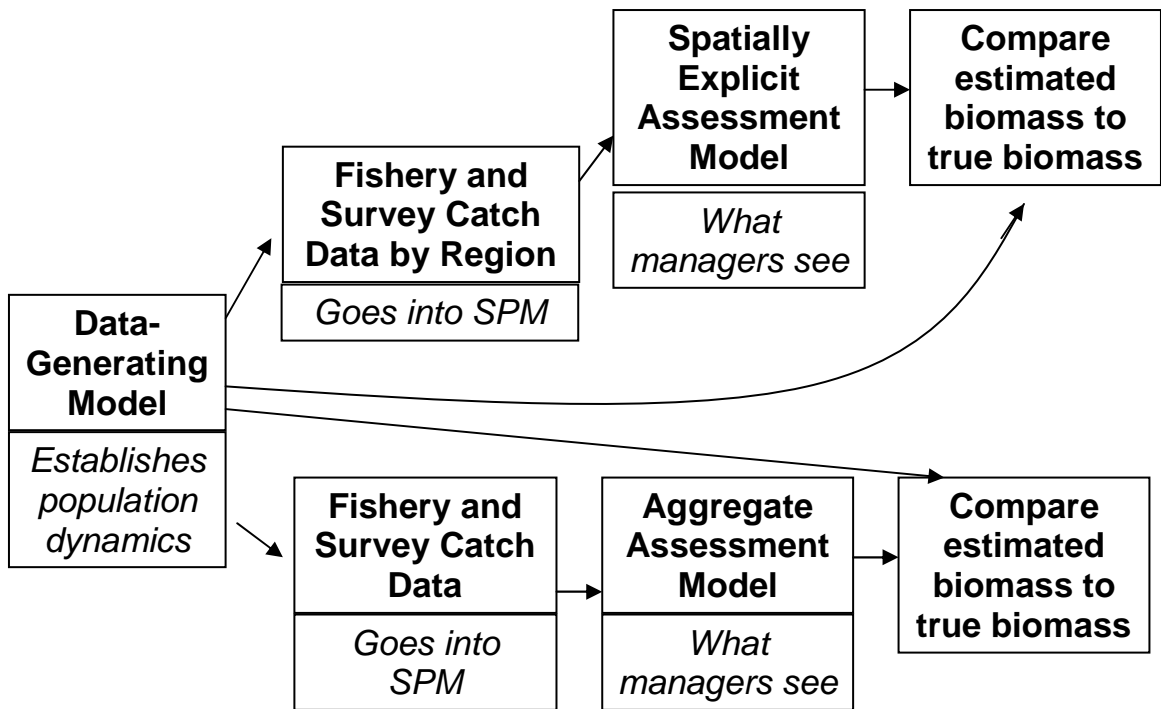 Data-
Generating
Model
Establishes
population
dynamics
Fishery and
Survey Catch
Data by Region
Goes into SPM
Spatially
Explicit
Assessment
Model
What
managers see
Compare
estimated
biomass to
true biomass
Fishery and
Survey Catch
Data
Goes into
SPM
Aggregate
Assessment
Model
What
managers see
Compare
estimated
biomass to
true biomass